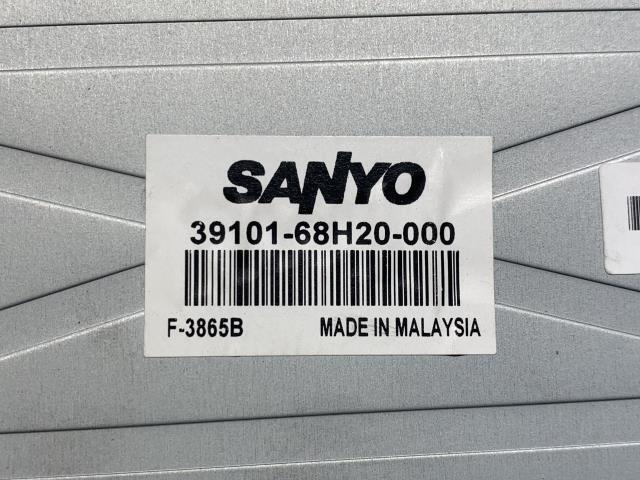 SANYO
39101-68H20-000
F-3865B MADE IN MALAYSIA